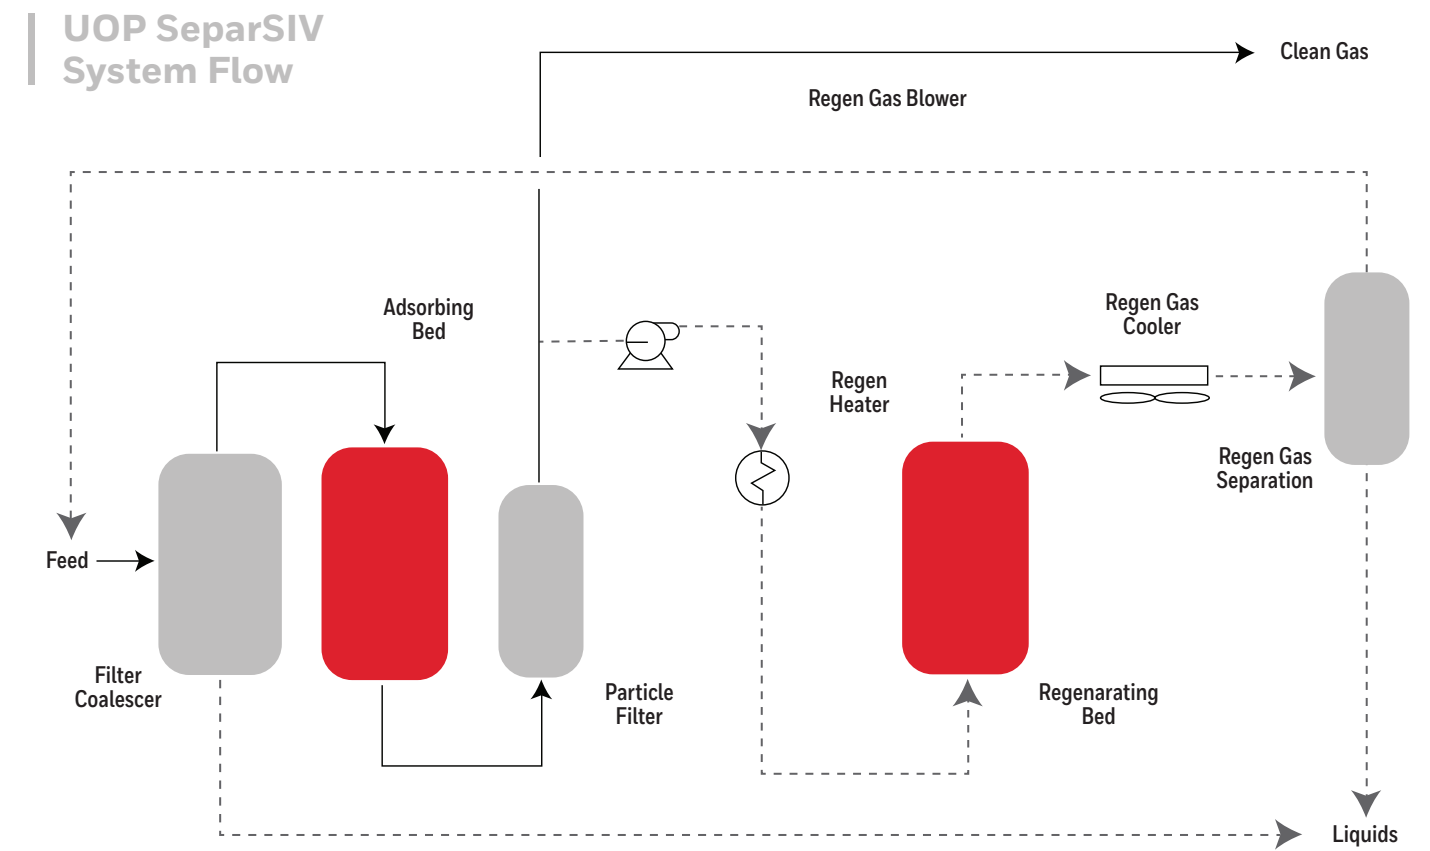 UOP SeparSIV
System Flow
Clean Gas
Regen Gas Blower
Adsorbing
Bed
Regen Gas
Cooler
Regen
Heater
Regen Gas
Separation
Feed
Filter
Coalescer
Particle
Filter
Regenarating
Bed
Liquids